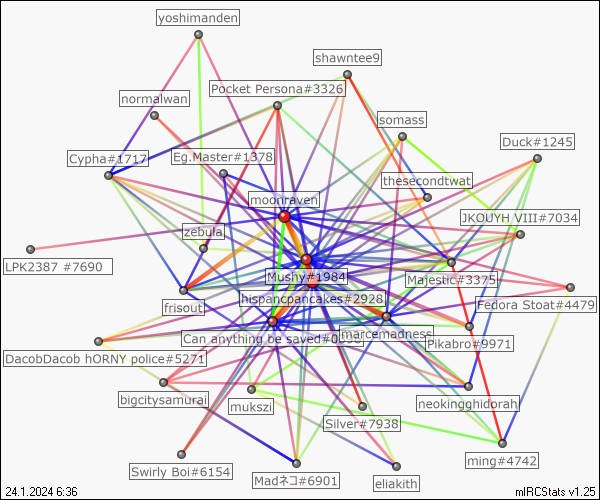 yoshimanden
shawntee9
Pocket Persona#3326
normalwan
somass
Duck#1245
Cypha#1717
Eg.Master#1378
thesecondtwat
moonraven
JKOUYH VIII#7034
zebula
LPK2387 #7690
Mushy#1984
Majestic#3375
hispancpancakes#2928
Fedora Stoat#4479
frisout
Can anything be saved#0
marcemadness
Pikabro#9971
DacobDacob hORNY police#5271
bigcitysamurai
mukszi
neokingghidorah
Silver#7938
ming#4742
Swirly Boi#6154
Madネコ#6901
eliakith
24.1.2024 6:36
mIRCStats v1.25